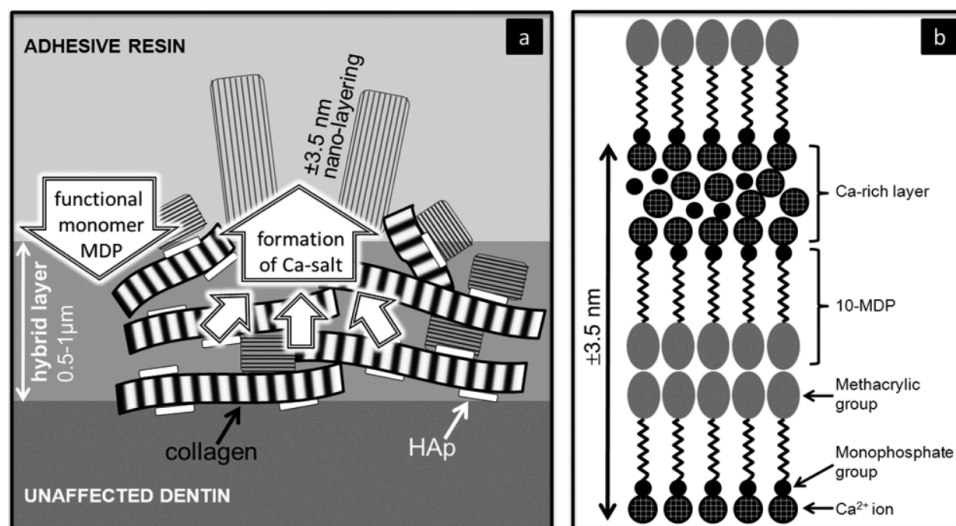 a
ADHESIVE RESIN
±3.5 nm
nano-layering
functional
monomer
MDP
formation
of Ca-salt
hybrid layer
0.5-1µm
collagen
HAp
UNAFFECTED DENTIN
b
Ca-rich layer
±3.5 nm
10-MDP
Methacrylic
group
Monophosphate
group
Ca²⁺ ion